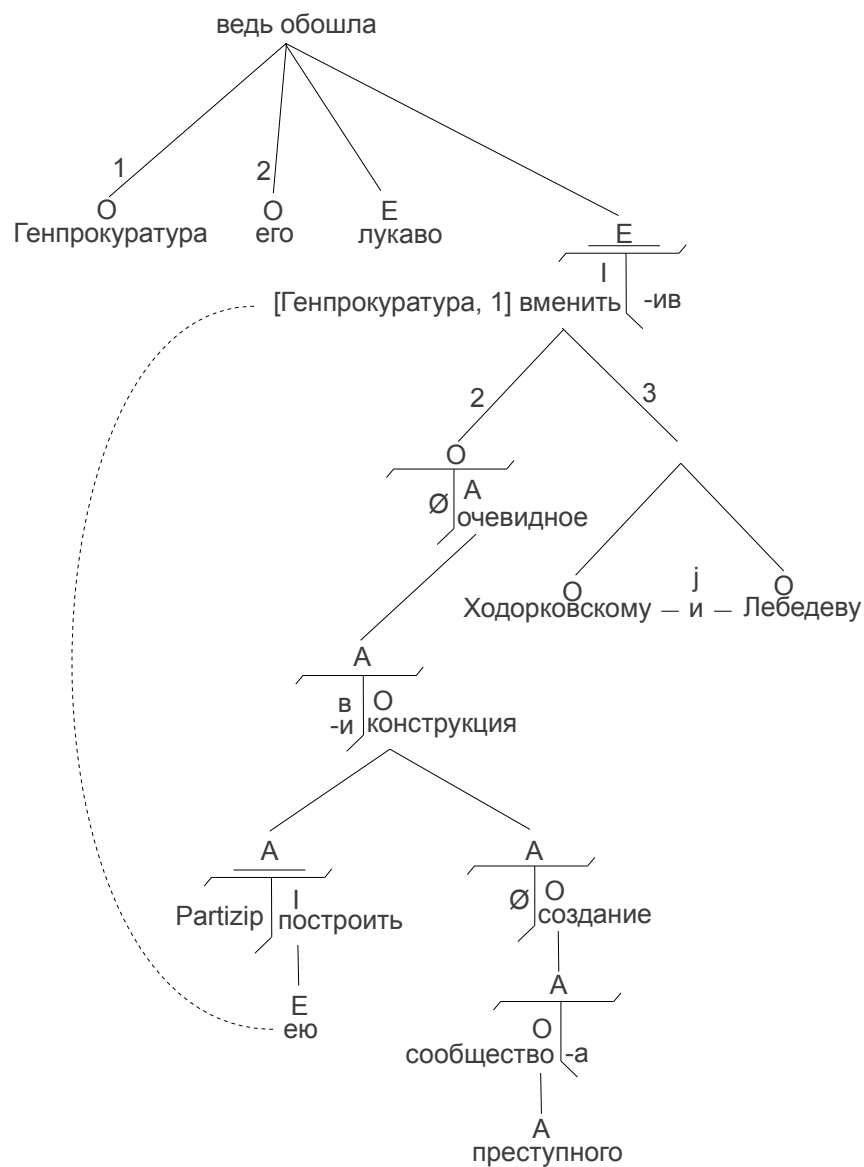 ведь обошла
1 2
О О Е
Генпрокуратура его лукаво
Е
I
[Генпрокуратура, 1] вменить -ив
2 3
О
Ø А
очевидное
О j О
Ходорковскому – и – Лебедеву
А
в О
-и конструкция
А А
I Ø О
Partizip построить создание
Е А
ею О
сообщество -а
А
преступного